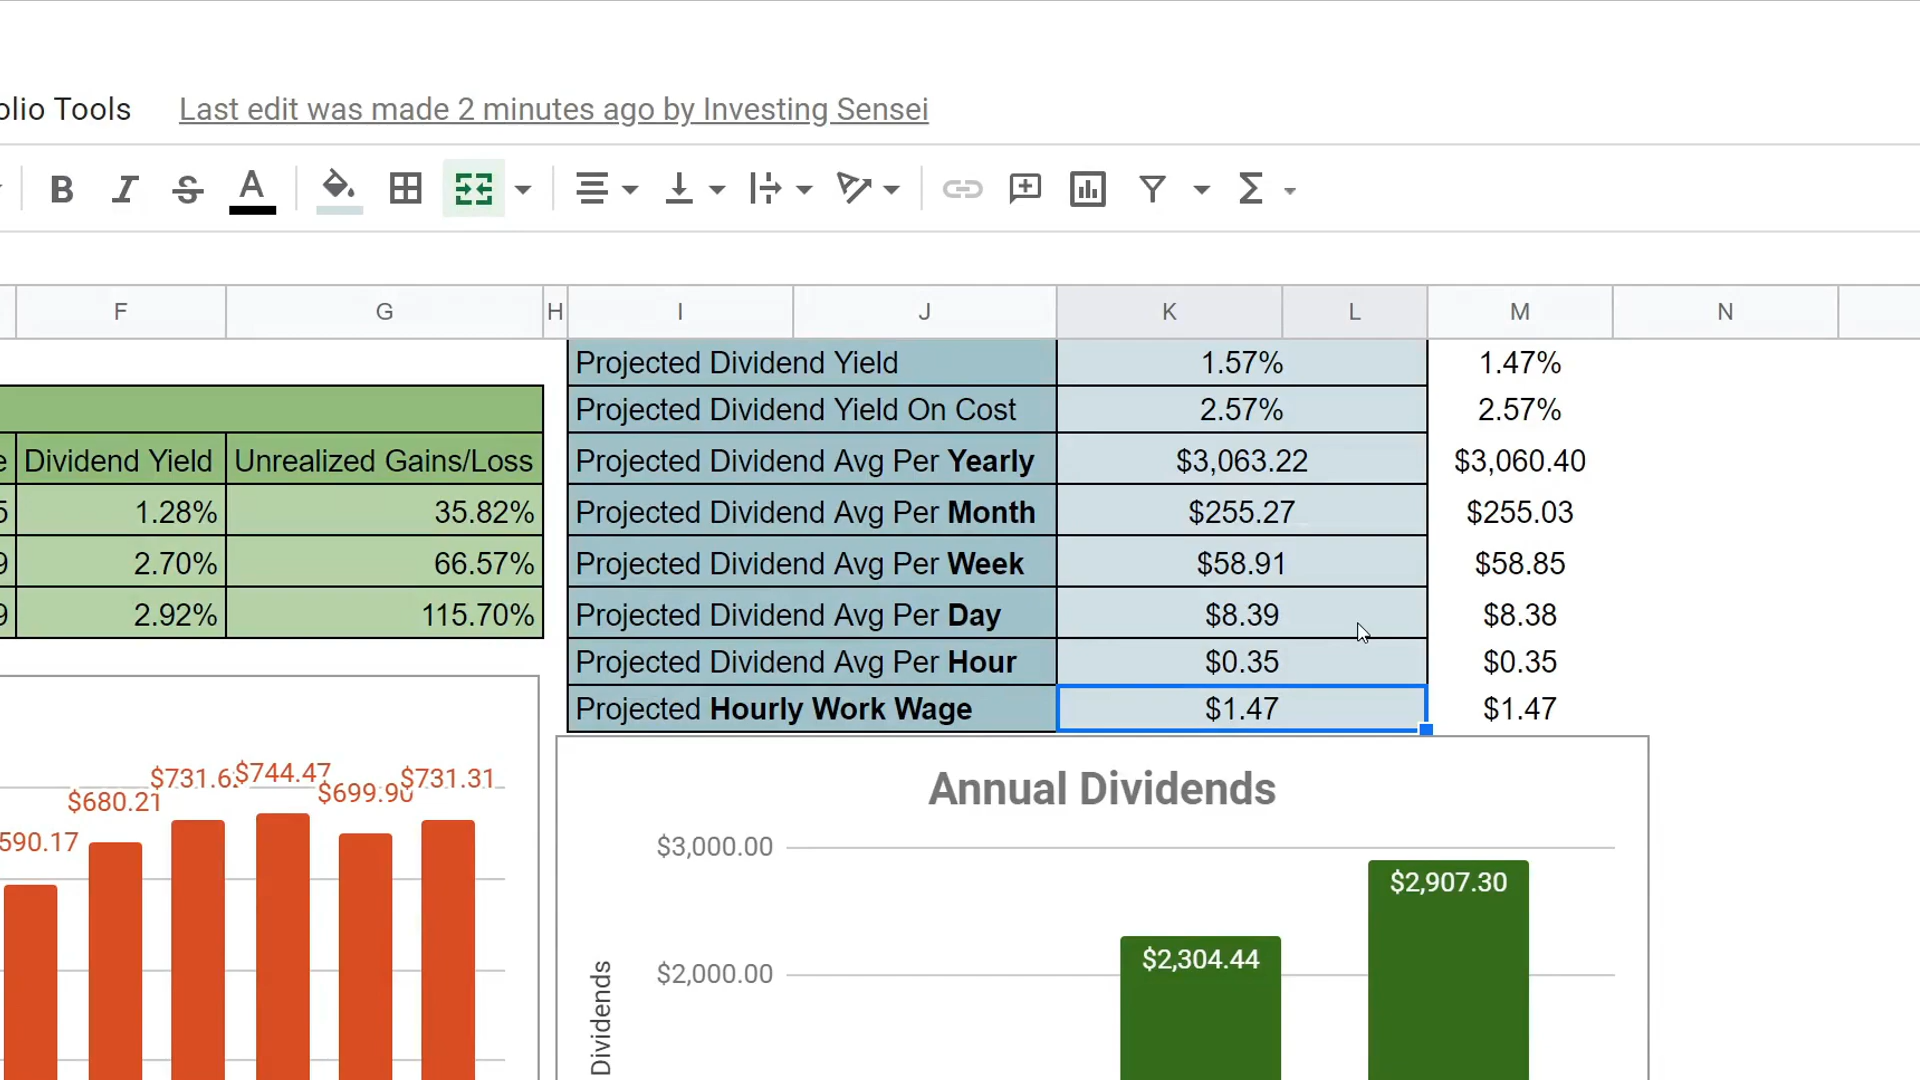 olio Tools Last edit was made 2 minutes ago by Investing Sensei
B I S A
F G H I J K L M N
Projected Dividend Yield 1.57% 1.47%
Projected Dividend Yield On Cost 2.57% 2.57%
e Dividend Yield Unrealized Gains/Loss Projected Dividend Avg Per Yearly $3,063.22 $3,060.40
5 1.28% 35.82% Projected Dividend Avg Per Month $255.27 $255.03
9 2.70% 66.57% Projected Dividend Avg Per Week $58.91 $58.85
9 2.92% 115.70% Projected Dividend Avg Per Day $8.39 $8.38
Projected Dividend Avg Per Hour $0.35 $0.35
Projected Hourly Work Wage $1.47 $1.47
590.17 $680.21 $731.6 $744.47 $699.90 $731.31
Annual Dividends
$3,000.00
$2,907.30
$2,304.44
$2,000.00
Dividends